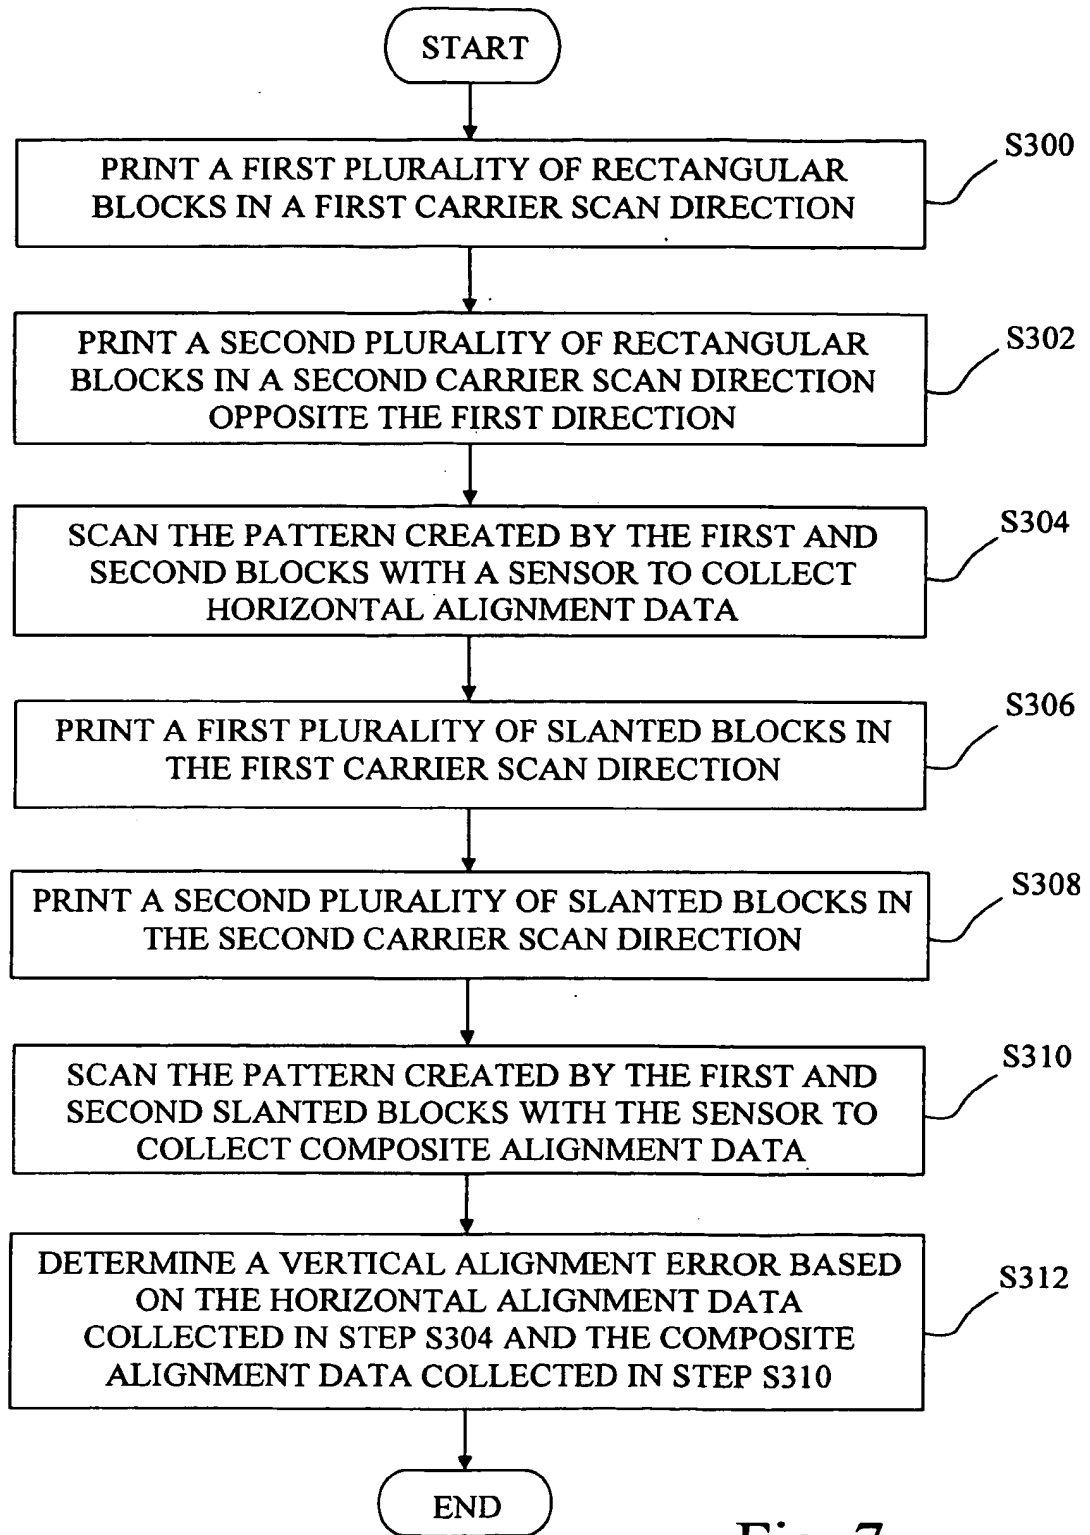 START
S300
PRINT A FIRST PLURALITY OF RECTANGULAR
BLOCKS IN A FIRST CARRIER SCAN DIRECTION
S302
PRINT A SECOND PLURALITY OF RECTANGULAR
BLOCKS IN A SECOND CARRIER SCAN DIRECTION
OPPOSITE THE FIRST DIRECTION
S304
SCAN THE PATTERN CREATED BY THE FIRST AND
SECOND BLOCKS WITH A SENSOR TO COLLECT
HORIZONTAL ALIGNMENT DATA
S306
PRINT A FIRST PLURALITY OF SLANTED BLOCKS IN
THE FIRST CARRIER SCAN DIRECTION
S308
PRINT A SECOND PLURALITY OF SLANTED BLOCKS IN
THE SECOND CARRIER SCAN DIRECTION
S310
SCAN THE PATTERN CREATED BY THE FIRST AND
SECOND SLANTED BLOCKS WITH THE SENSOR TO
COLLECT COMPOSITE ALIGNMENT DATA
S312
DETERMINE A VERTICAL ALIGNMENT ERROR BASED
ON THE HORIZONTAL ALIGNMENT DATA
COLLECTED IN STEP S304 AND THE COMPOSITE
ALIGNMENT DATA COLLECTED IN STEP S310
END
Fig. 7